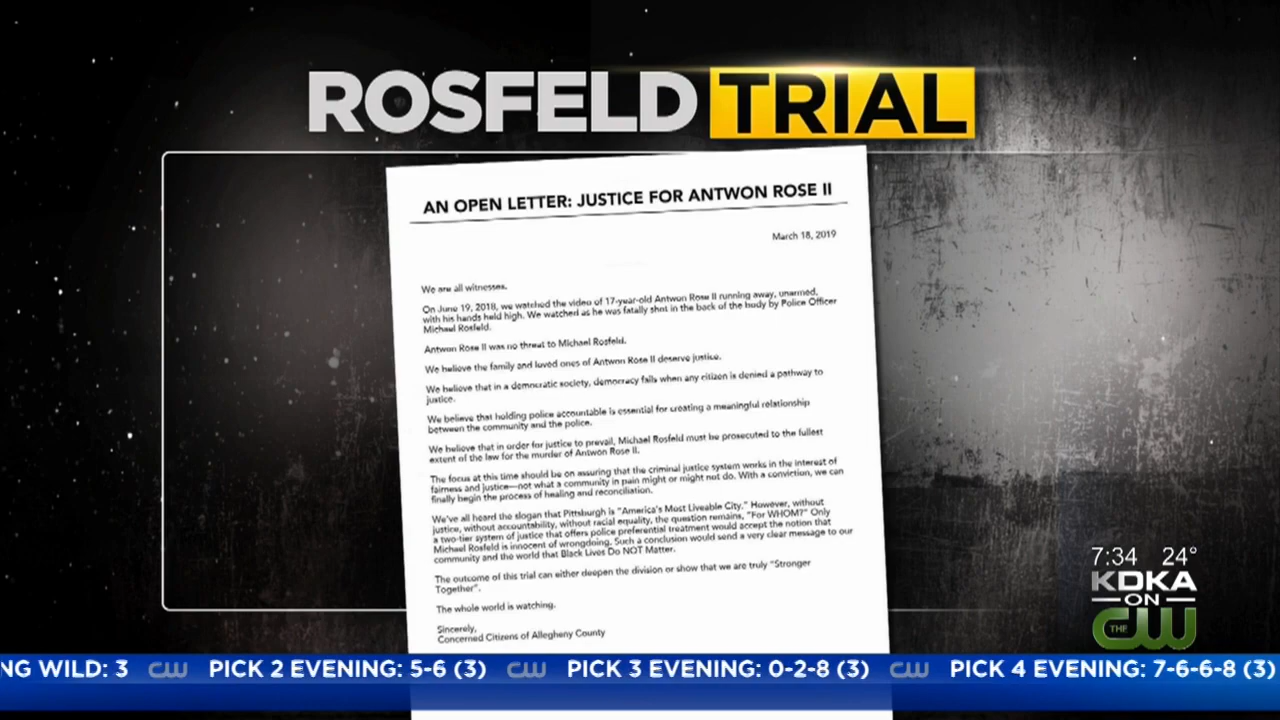 ROSFELD TRIAL
AN OPEN LETTER: JUSTICE FOR ANTWON ROSE II
March 18, 2019
We are all witnesses.
On June 19, 2018, we watched the video of 17-year-old Antwon Rose II running away, unarmed,
with his hands held high. We watched as he was fatally shot in the back of the body by Police Officer
Michael Rosfeld.
Antwon Rose II was no threat to Michael Rosfeld.
We believe the family and loved ones of Antwon Rose II deserve justice.
We believe that in a democratic society, democracy fails when any citizen is denied a pathway to
justice.
We believe that holding police accountable is essential for creating a meaningful relationship
between the community and the police.
We believe that in order for justice to prevail, Michael Rosfeld must be prosecuted to the fullest
extent of the law for the murder of Antwon Rose II.
The focus at this time should be on assuring that the criminal justice system works in the interest of
fairness and justice—not what a community in pain might or might not do. With a conviction, we can
finally begin the process of healing and reconciliation.
We've all heard the slogan that Pittsburgh is "America's Most Liveable City." However, without
justice, without accountability, without racial equality, the question remains, "For WHOM?" Only
a two-tier system of justice that offers police preferential treatment would accept the notion that
Michael Rosfeld is innocent of wrongdoing. Such a conclusion would send a very clear message to our
community and the world that Black Lives Do NOT Matter.
The outcome of this trial can either deepen the division or show that we are truly "Stronger
Together".
The whole world is watching.
Sincerely,
Concerned Citizens of Allegheny County
7:34 24°
KDKA
ON
THE CW
NG WILD: 3 CW PICK 2 EVENING: 5-6 (3) CW PICK 3 EVENING: 0-2-8 (3) CW PICK 4 EVENING: 7-6-6-8 (3)